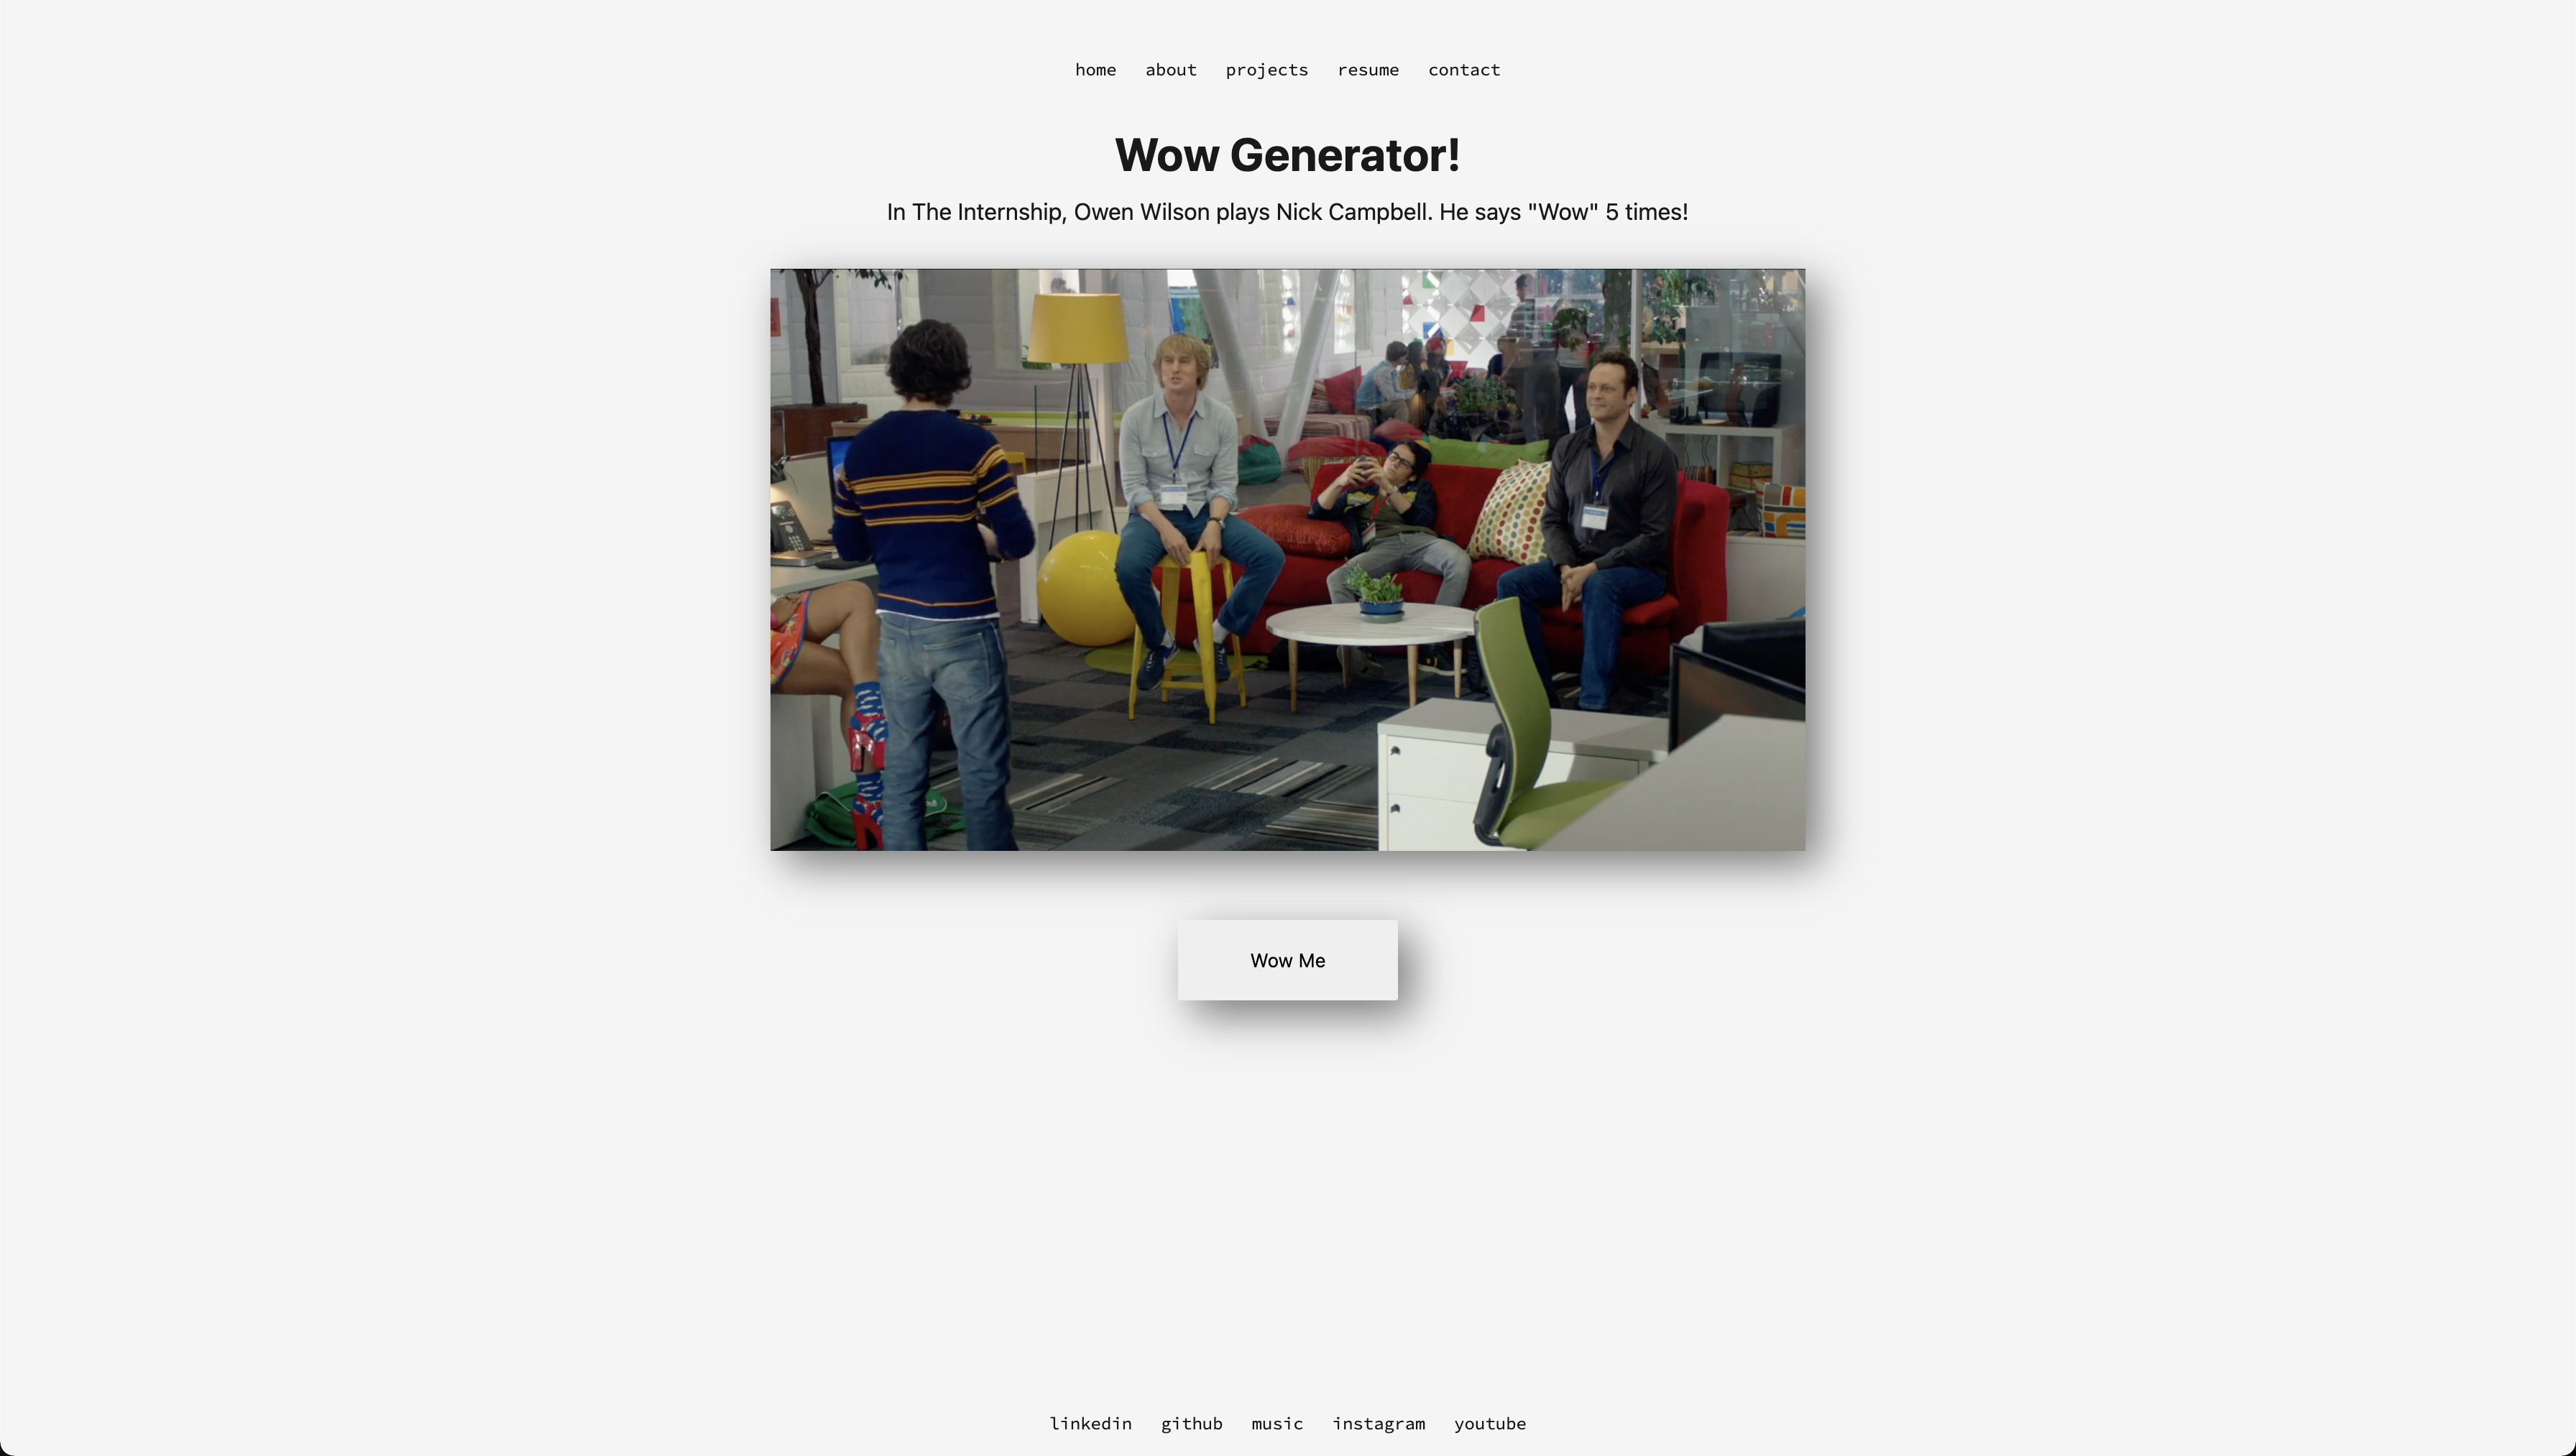 home about projects resume contact
Wow Generator!
In The Internship, Owen Wilson plays Nick Campbell. He says "Wow" 5 times!
Wow Me
linkedin github music instagram youtube